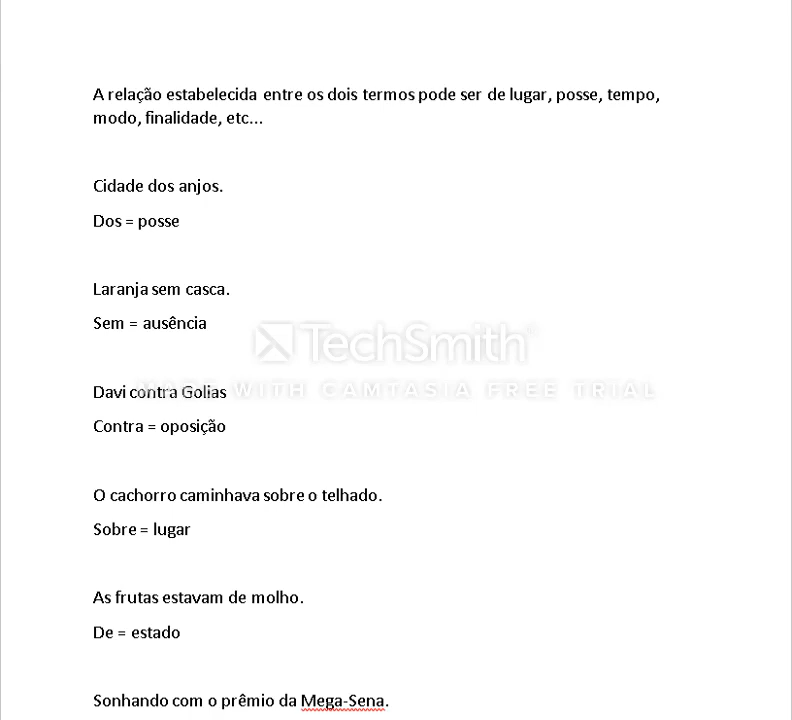 A relação estabelecida entre os dois termos pode ser de lugar, posse, tempo,
modo, finalidade, etc...
Cidade dos anjos.
Dos = posse
Laranja sem casca.
Sem = ausência
TechSmith
MADE WITH CAMTASIA FREE TRIAL
Davi contra Golias
Contra = oposição
O cachorro caminhava sobre o telhado.
Sobre = lugar
As frutas estavam de molho.
De = estado
Sonhando com o prêmio da Mega-Sena.